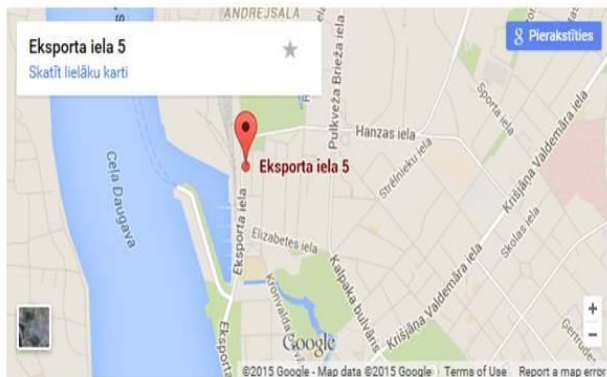 ANDREJSALA
Eksporta iela 5
Skatīt lielāku karti
8 Pierakstīties
Pulkveža Brieža iela
Sporta iela
Hanzas iela
Krišjāņa Valdemāra iela
Eksporta iela 5
Strēlnieku iela
Ceļa Daugava
Eksporta iela
Elizabetes iela
Skolas iela
Kalpaka bulvāris
Kronvalda
Krišjāņa Valdemāra iela
+
−
Eksporta
Google
Gertrudes
©2015 Google - Map data ©2015 Google Terms of Use Report a map error